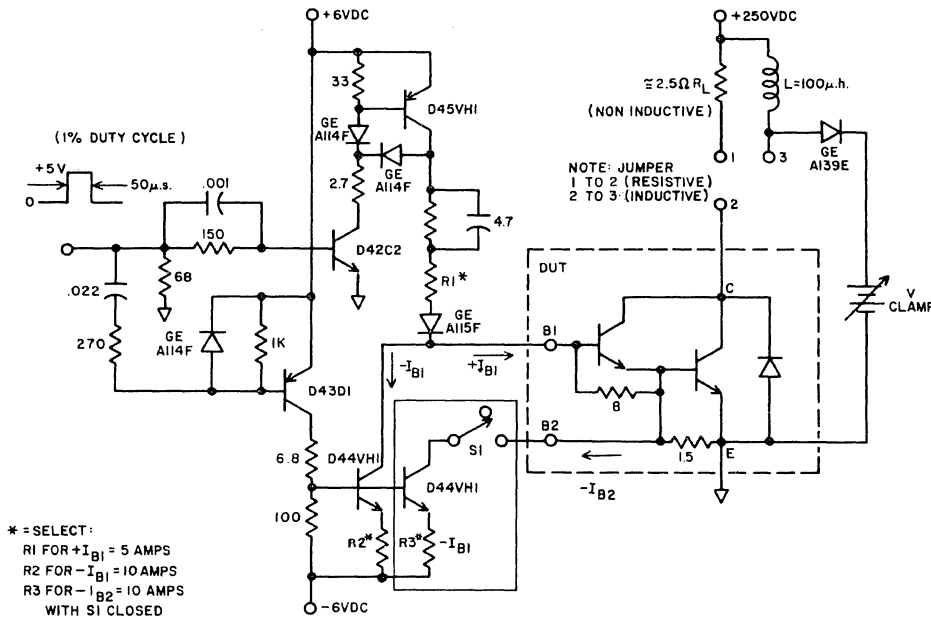 +6VDC
+250VDC
33
D45VH1
≅2.5Ω RL
(NON INDUCTIVE)
L=100μ.h.
(1% DUTY CYCLE)
GE
A114F
GE
A114F
GE
A139E
+5V
0
50μ.s.
.001
2.7
4.7
1
3
NOTE: JUMPER
1 TO 2 (RESISTIVE)
2 TO 3 (INDUCTIVE)
2
150
D42C2
R1*
68
.022
DUT
C
V
CLAMP
GE
A115F
270
GE
A114F
1K
B1
-IB1
+IB1
D43D1
8
6.8
D44VH1
S1
B2
1.5
E
D44VH1
-IB2
100
R2*
R3*
-IB1
* = SELECT:
R1 FOR +IB1 = 5 AMPS
R2 FOR -IB1 = 10 AMPS
R3 FOR -IB2 = 10 AMPS
WITH S1 CLOSED
-6VDC